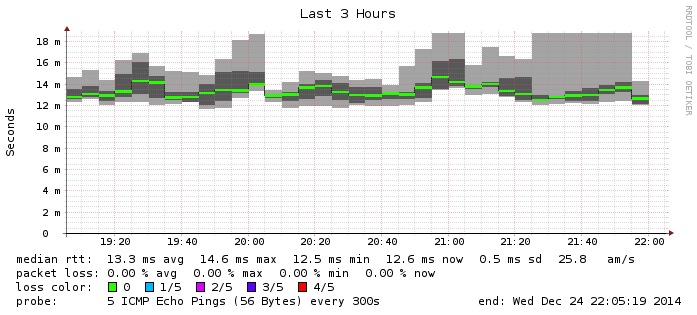 Last 3 Hours
RRDTOOL / TOBI OETIKER
Seconds
18 m
16 m
14 m
12 m
10 m
8 m
6 m
4 m
2 m
0
19:20 19:40 20:00 20:20 20:40 21:00 21:20 21:40 22:00
median rtt: 13.3 ms avg 14.6 ms max 12.5 ms min 12.6 ms now 0.5 ms sd 25.8 am/s
packet loss: 0.00 % avg 0.00 % max 0.00 % min 0.00 % now
loss color: 0 1/5 2/5 3/5 4/5
probe: 5 ICMP Echo Pings (56 Bytes) every 300s end: Wed Dec 24 22:05:19 2014